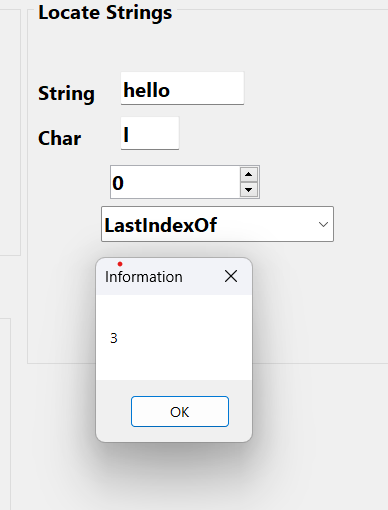 Locate Strings
String hello
Char l
0
LastIndexOf
Information
3
OK